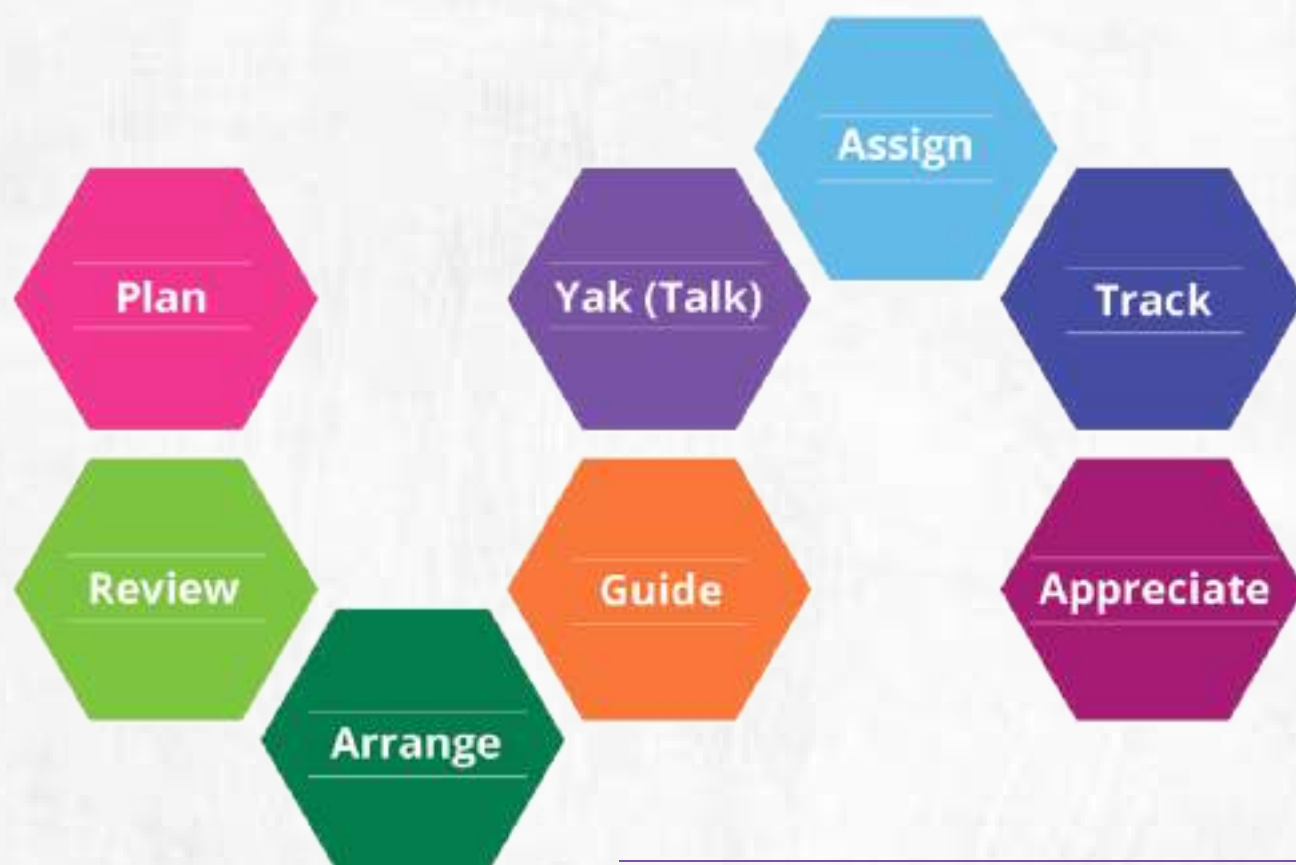 Assign
Plan
Yak (Talk)
Track
Review
Guide
Appreciate
Arrange